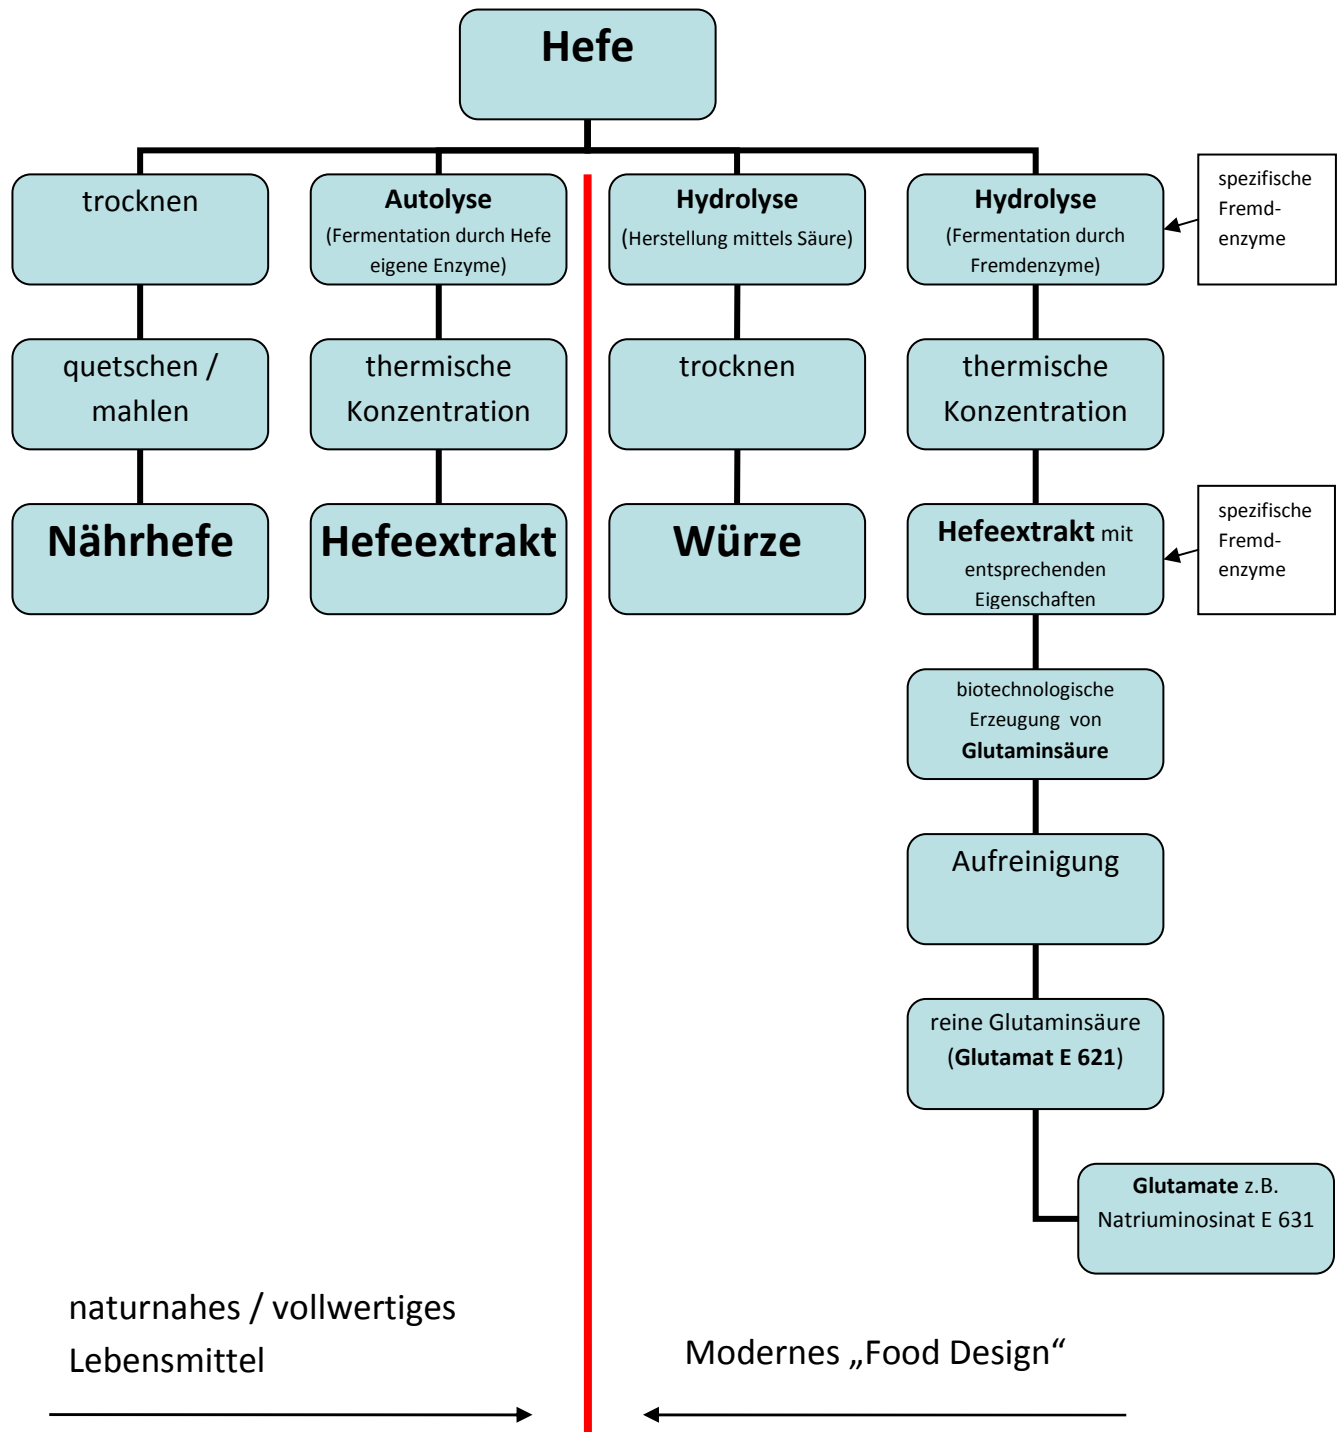 Hefe
trocknen
Autolyse
(Fermentation durch Hefe
eigene Enzyme)
Hydrolyse
(Herstellung mittels Säure)
Hydrolyse
(Fermentation durch
Fremdenzyme)
spezifische
Fremd-
enzyme
quetschen /
mahlen
thermische
Konzentration
trocknen
thermische
Konzentration
Nährhefe
Hefeextrakt
Würze
Hefeextrakt mit
entsprechenden
Eigenschaften
spezifische
Fremd-
enzyme
biotechnologische
Erzeugung von
Glutaminsäure
Aufreinigung
reine Glutaminsäure
(Glutamat E 621)
Glutamate z.B.
Natriuminosinat E 631
naturnahes / vollwertiges
Lebensmittel
Modernes „Food Design“